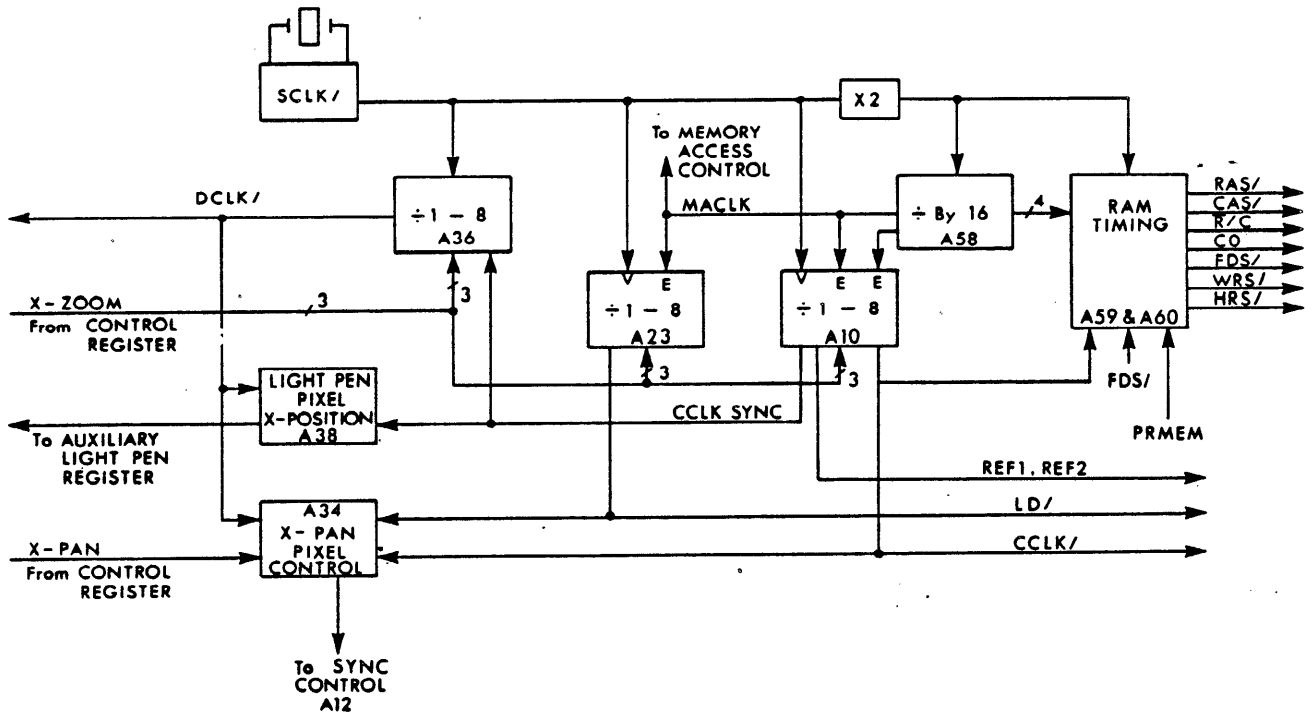 SCLK/
X2
To MEMORY
ACCESS
CONTROL
DCLK/
÷1 - 8
A36
MACLK
÷ By 16
A58
4
RAM
TIMING
A59 & A60
RAS/
CAS/
R/C
CO
FDS/
WRS/
HRS/
X-ZOOM
3
From CONTROL
REGISTER
3
V
E
÷1 - 8
A23
3
V
E
E
÷1 - 8
A10
3
FDS/
PRMEM
LIGHT PEN
PIXEL
X-POSITION
A38
CCLK SYNC
To AUXILIARY
LIGHT PEN
REGISTER
REF1, REF2
LD/
CCLK/
A34
X-PAN
PIXEL
CONTROL
X-PAN
From CONTROL
REGISTER
To SYNC
CONTROL
A12